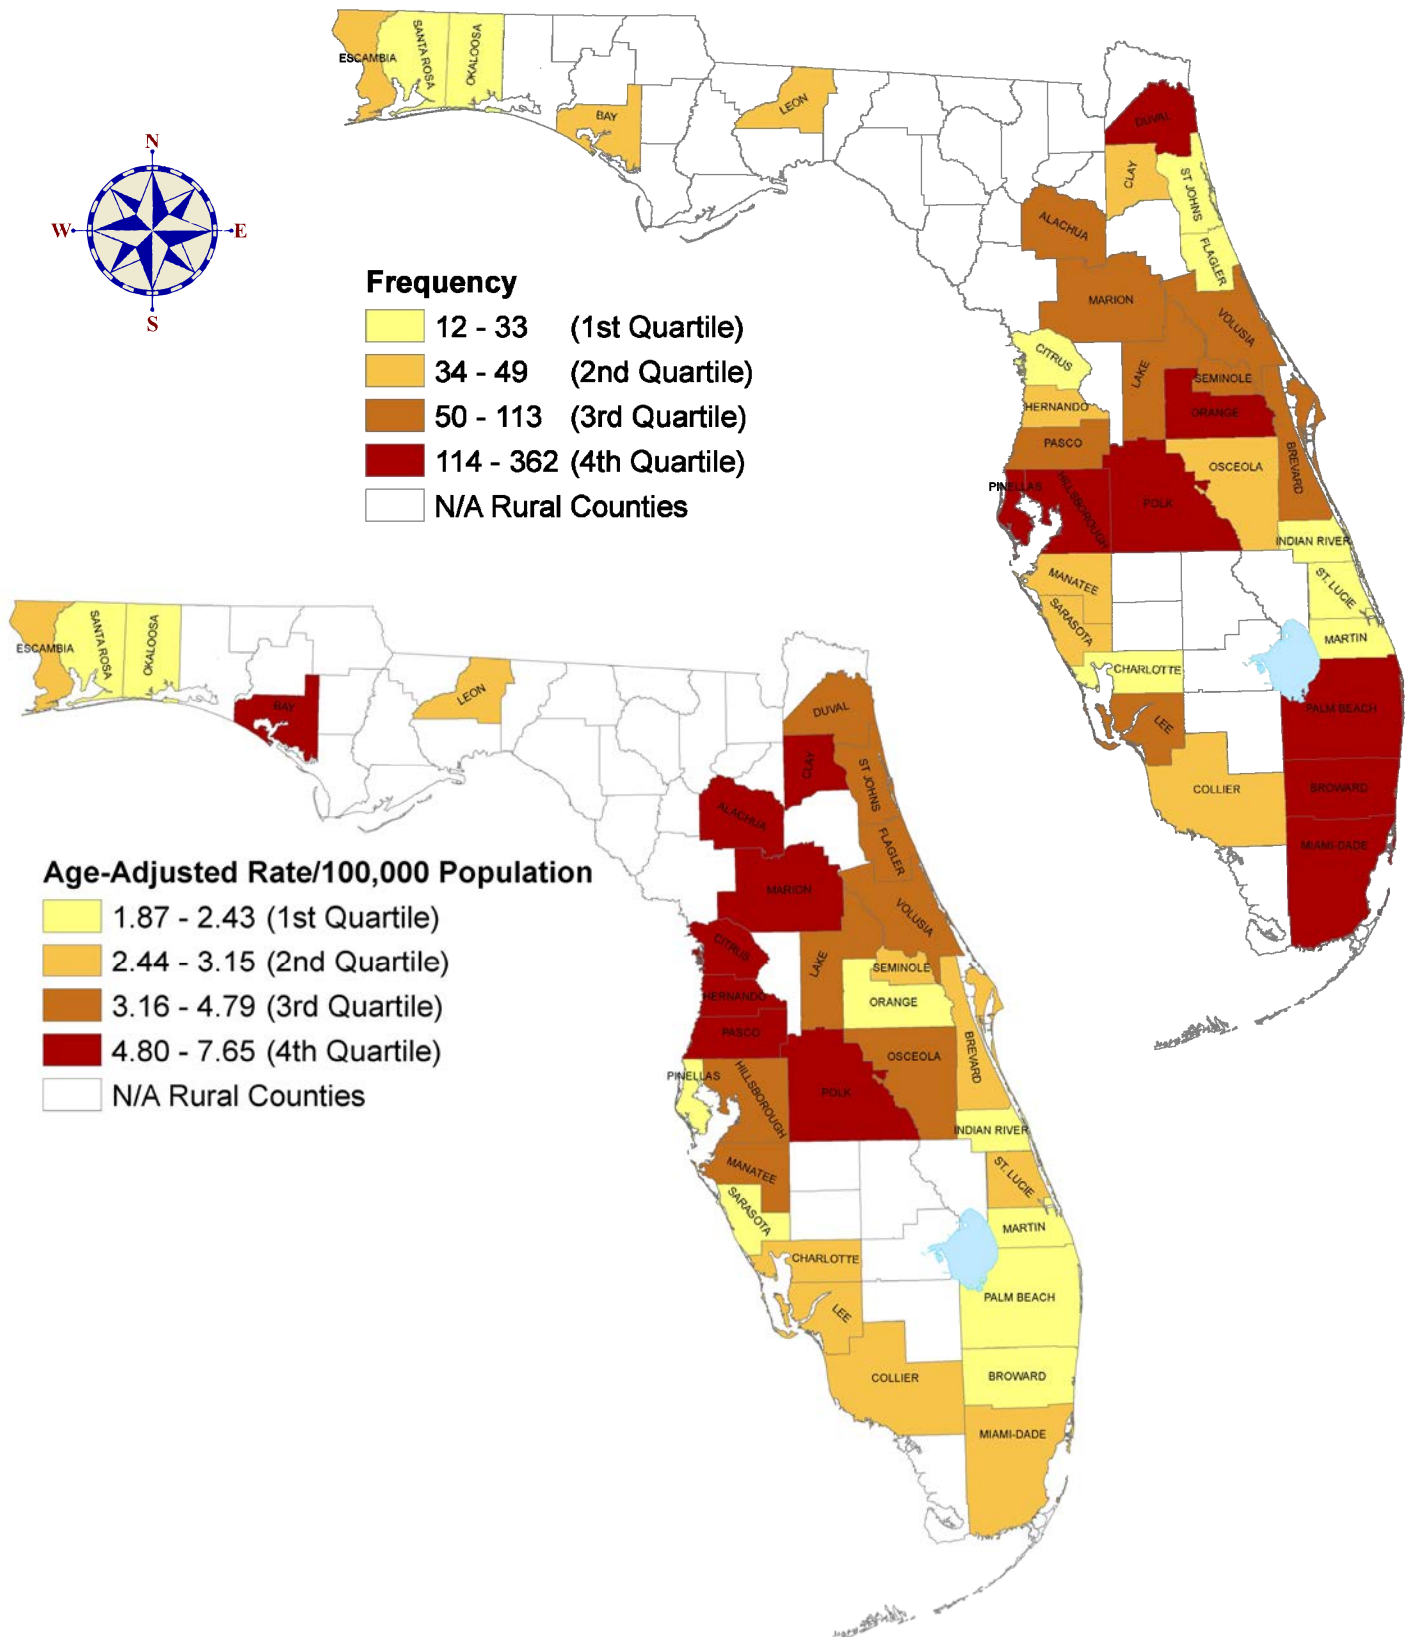 ESCAMBIA
SANTA ROSA
OKALOOSA
BAY
LEON
DUVAL
CLAY
ST JOHNS
FLAGLER
ALACHUA
MARION
VOLUSIA
CITRUS
LAKE
SEMINOLE
HERNANDO
ORANGE
PASCO
OSCEOLA
BREVARD
PINELLAS
HILLSBOROUGH
POLK
INDIAN RIVER
MANATEE
ST. LUCIE
SARASOTA
MARTIN
CHARLOTTE
PALM BEACH
LEE
COLLIER
BROWARD
MIAMI-DADE
N
W
E
S
Frequency
12 - 33 (1st Quartile)
34 - 49 (2nd Quartile)
50 - 113 (3rd Quartile)
114 - 362 (4th Quartile)
N/A Rural Counties
ESCAMBIA
SANTA ROSA
OKALOOSA
BAY
LEON
DUVAL
CLAY
ST JOHNS
ALACHUA
FLAGLER
MARION
VOLUSIA
CITRUS
LAKE
SEMINOLE
HERNANDO
ORANGE
PASCO
OSCEOLA
BREVARD
PINELLAS
HILLSBOROUGH
POLK
INDIAN RIVER
MANATEE
ST. LUCIE
SARASOTA
MARTIN
CHARLOTTE
PALM BEACH
LEE
COLLIER
BROWARD
MIAMI-DADE
Age-Adjusted Rate/100,000 Population
1.87 - 2.43 (1st Quartile)
2.44 - 3.15 (2nd Quartile)
3.16 - 4.79 (3rd Quartile)
4.80 - 7.65 (4th Quartile)
N/A Rural Counties